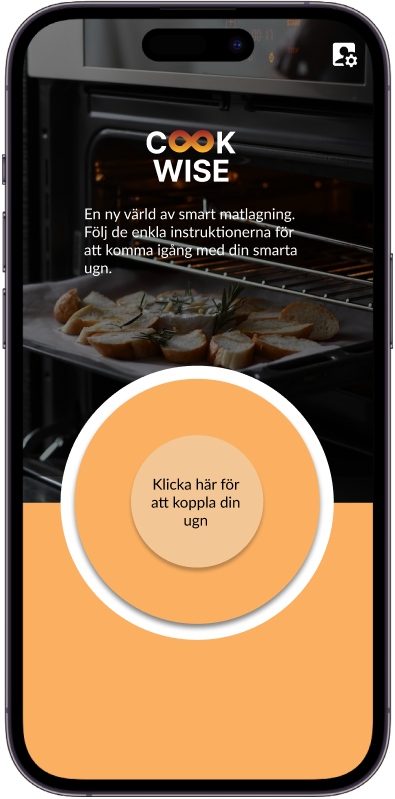 COOK
WISE
En ny värld av smart matlagning.
Följ de enkla instruktionerna för
att komma igång med din smarta
ugn.
Klicka här för
att koppla din
ugn